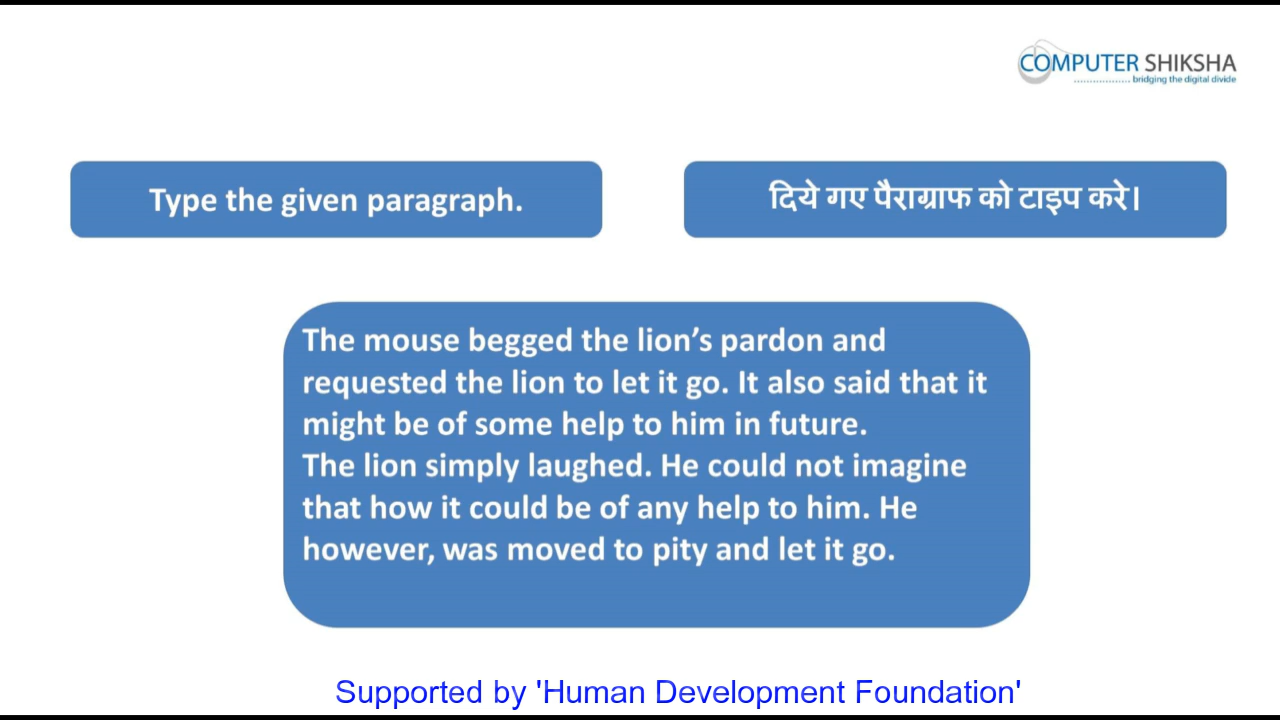 COMPUTER SHIKSHA
bridging the digital divide
Type the given paragraph.
दिये गए पैराग्राफ को टाइप करे।
The mouse begged the lion’s pardon and
requested the lion to let it go. It also said that it
might be of some help to him in future.
The lion simply laughed. He could not imagine
that how it could be of any help to him. He
however, was moved to pity and let it go.
Supported by 'Human Development Foundation'